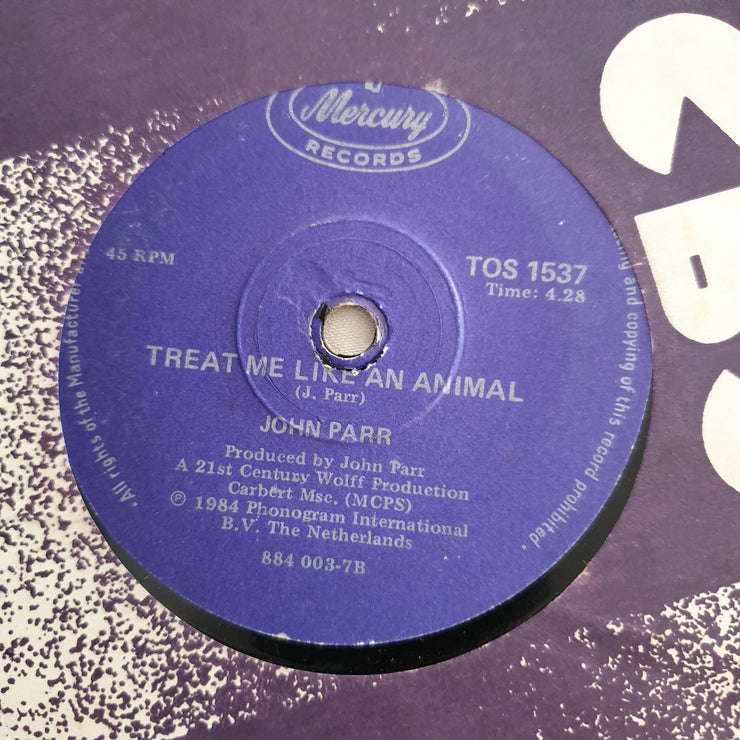 Mercury
RECORDS
45 RPM
TOS 1537
Time: 4.28
TREAT ME LIKE AN ANIMAL
(J. Parr)
JOHN PARR
Produced by John Parr
A 21st Century Wolff Production
Carbert Msc. (MCPS)
℗ 1984 Phonogram International
B.V. The Netherlands
884 003-7B
· All rights of the Manufacturer
and copying of this record prohibited ·
CBS